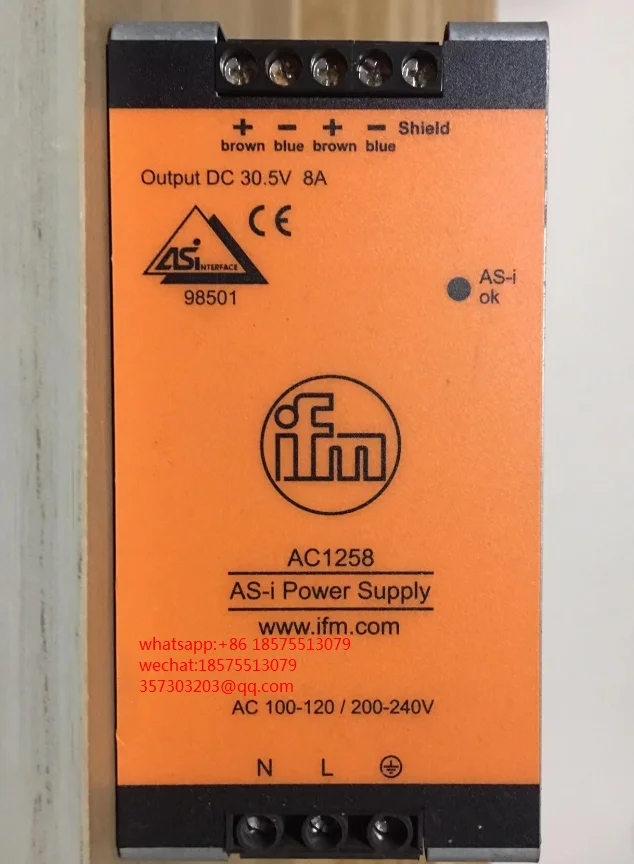 + − + − Shield
brown blue brown blue
Output DC 30.5V 8A
CE
ASi INTERFACE
98501
AS-i
ok
ifm
AC1258
AS-i Power Supply
www.ifm.com
whatsapp:+86 18575513079
wechat:18575513079
357303203@qq.com
AC 100-120 / 200-240V
N L